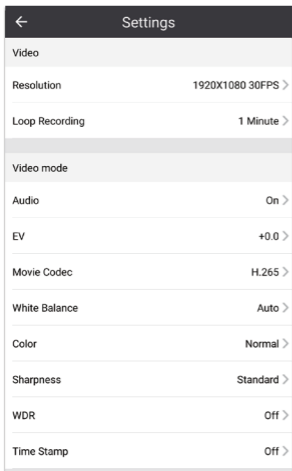 Settings
Video
Resolution 1920X1080 30FPS >
Loop Recording 1 Minute >
Video mode
Audio On >
EV +0.0 >
Movie Codec H.265 >
White Balance Auto >
Color Normal >
Sharpness Standard >
WDR Off >
Time Stamp Off >